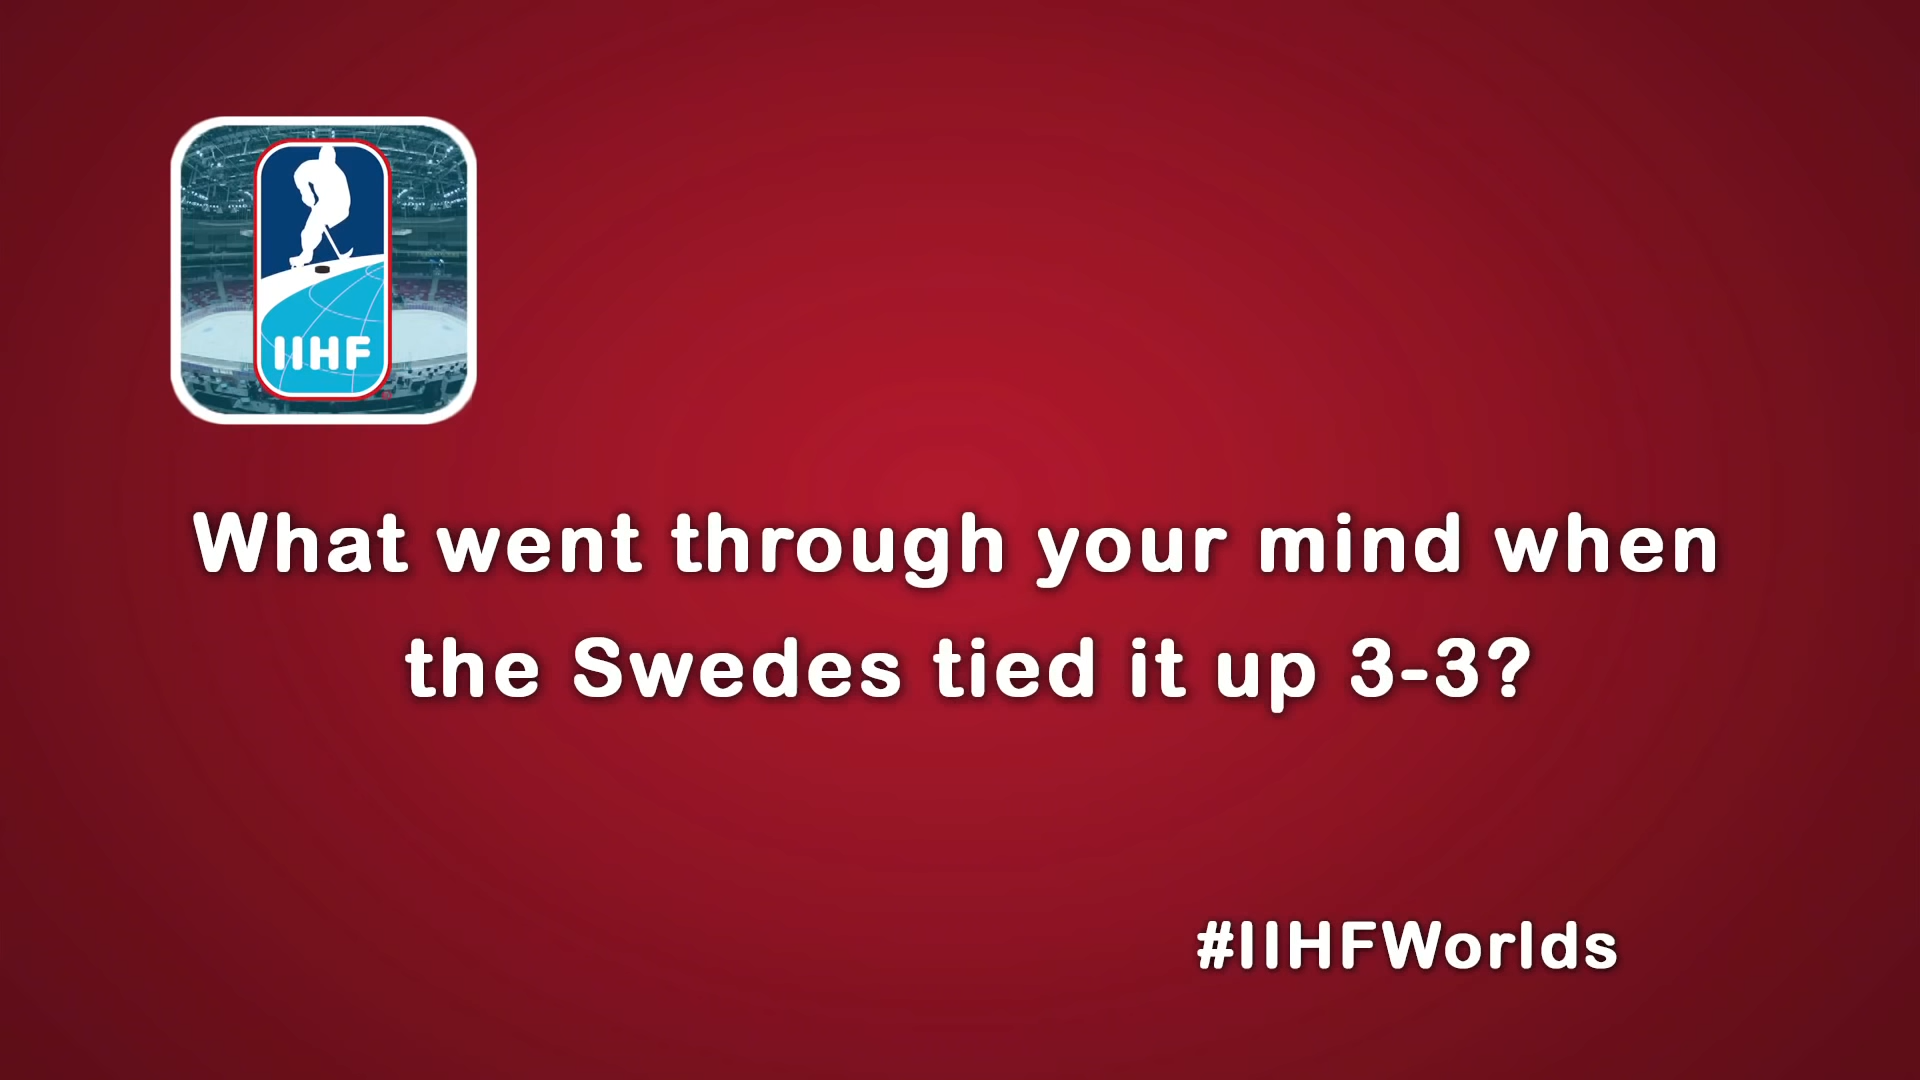 IIHF
What went through your mind when
the Swedes tied it up 3-3?
#IIHFWorlds